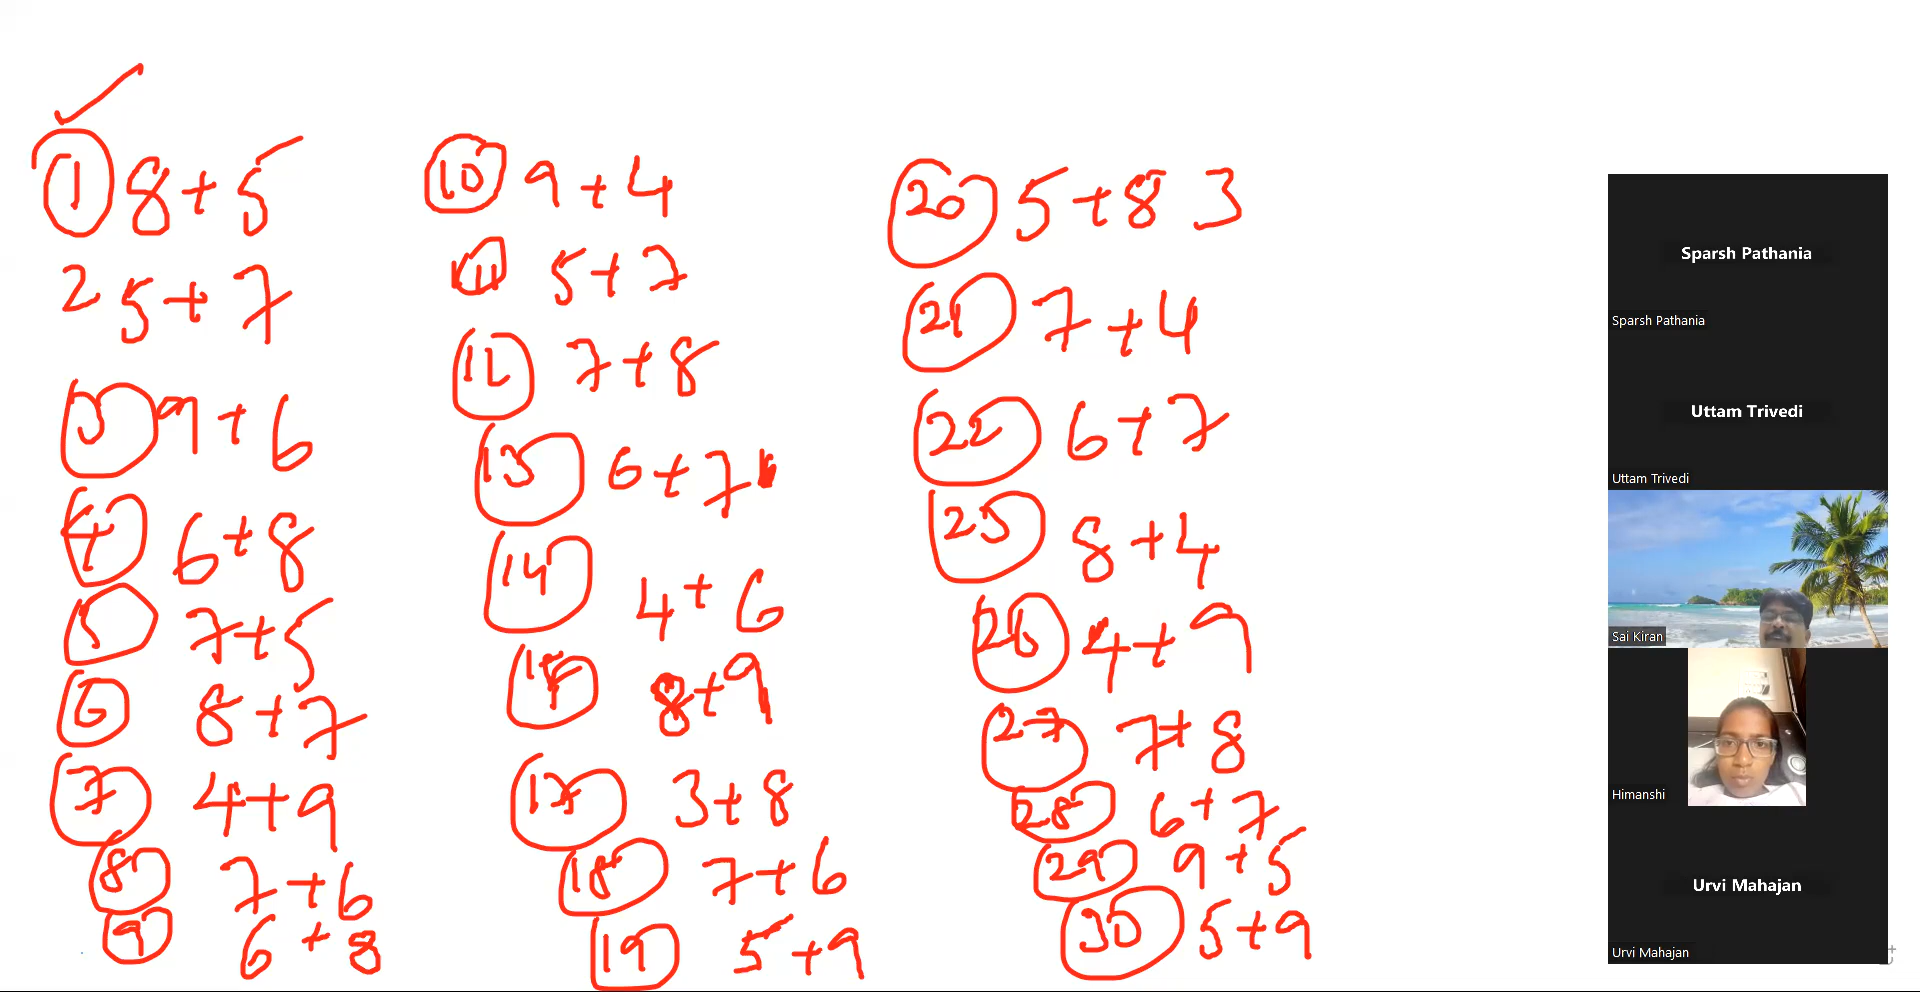 1 8+5
2 5+7
3 9+6
4 6+8
5 7+5
6 8+7
7 4+9
8 7+6
9 6+8
10 9+4
11 5+7
12 7+8
13 6+7
14 4+6
15 8+9
17 3+8
18 7+6
19 5+9
20 5+8 3
21 7+4
22 6+7
25 8+4
26 4+9
27 7+8
28 6+7
29 9+5
30 5+9
Sparsh Pathania
Sparsh Pathania
Uttam Trivedi
Uttam Trivedi
Sai Kiran
Himanshi
Urvi Mahajan
Urvi Mahajan